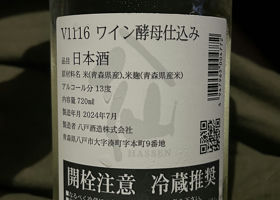 V1116 ワイン酵母仕込み
品目 日本酒
原材料名 米(青森県産)、米麹(青森県産米)
アルコール分 13度
内容量 720ml
製造年月 2024年7月
製造者 八戸酒造株式会社
青森県八戸市大字湊町字本町9番地
八仙
HASSEN
開栓注意 冷蔵推奨